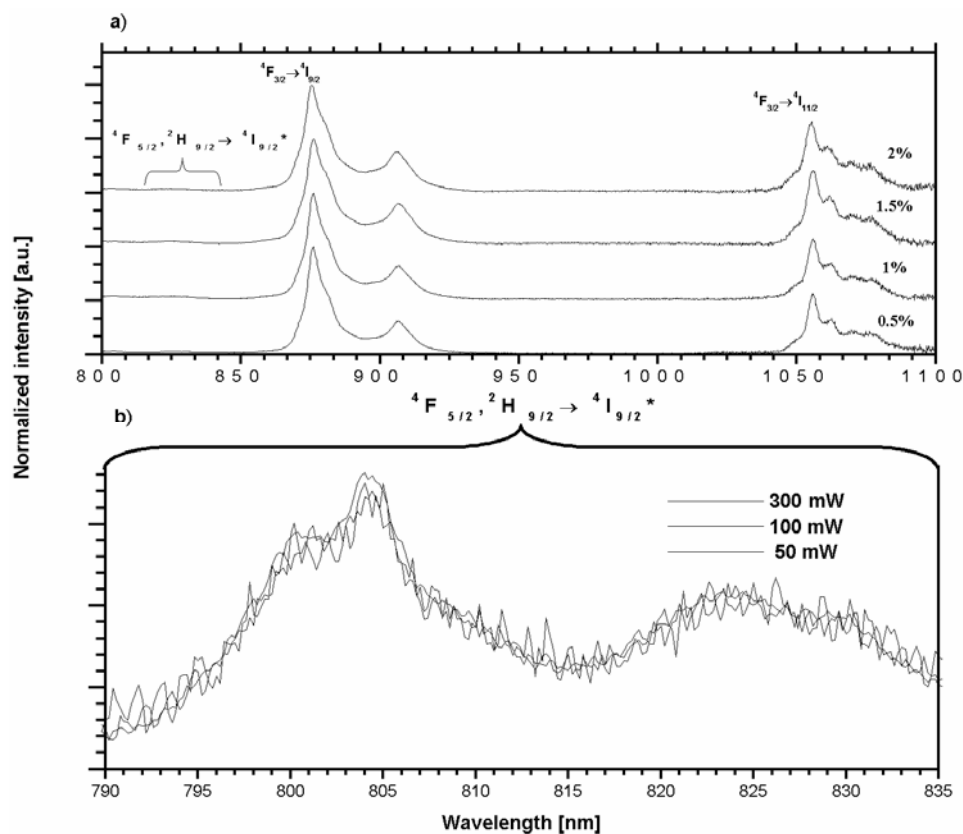 a)
⁴F₃/₂→⁴I₉/₂
⁴F₃/₂→⁴I₁₁/₂
⁴F₅/₂, ²H₉/₂→ ⁴I₉/₂*
2%
1.5%
1%
0.5%
800 850 900 950 1000 1050 1100
Normalized intensity [a.u.]
b)
⁴F₅/₂, ²H₉/₂→ ⁴I₉/₂*
300 mW
100 mW
50 mW
790 795 800 805 810 815 820 825 830 835
Wavelength [nm]